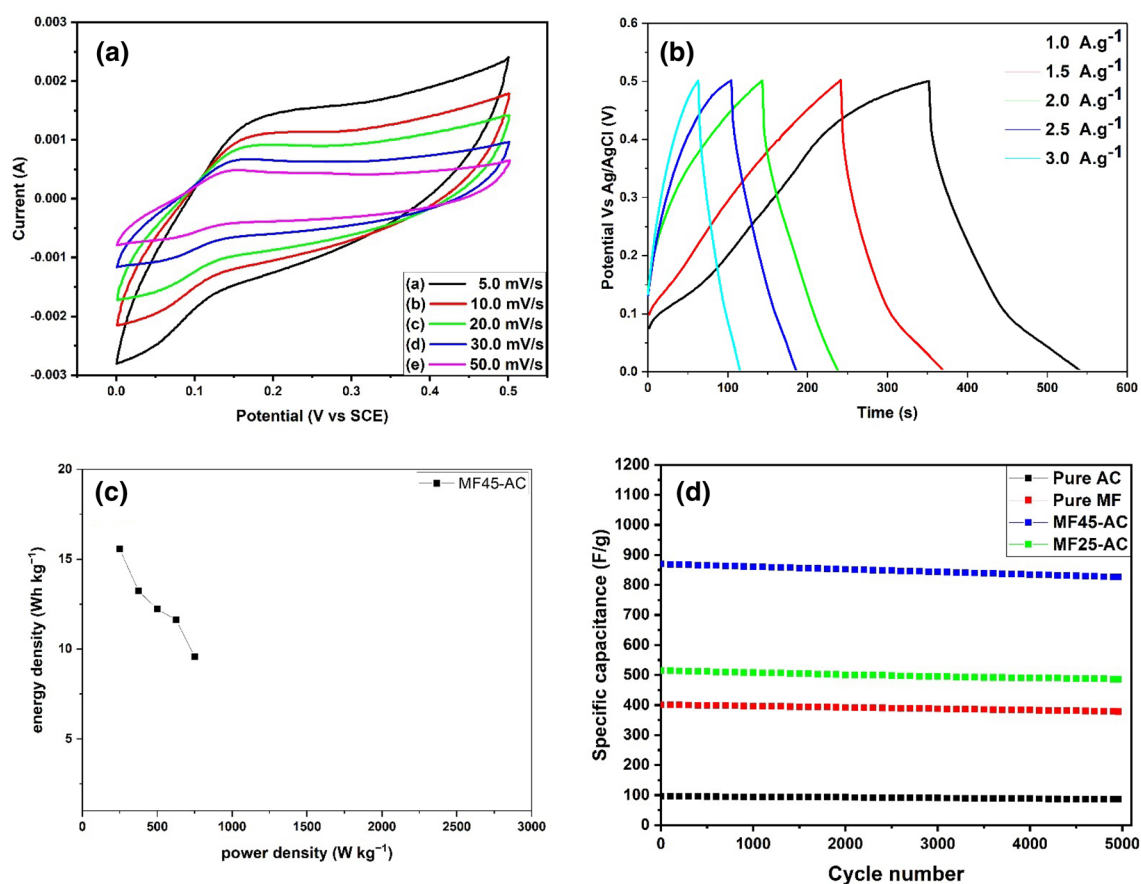 (a)
0.003
0.002
0.001
0.000
-0.001
-0.002
-0.003
Current (A)
0.0 0.1 0.2 0.3 0.4 0.5
Potential (V vs SCE)
(a) 5.0 mV/s
(b) 10.0 mV/s
(c) 20.0 mV/s
(d) 30.0 mV/s
(e) 50.0 mV/s
(b)
0.6
0.5
0.4
0.3
0.2
0.1
0.0
Potential Vs Ag/AgCl (V)
0 100 200 300 400 500 600
Time (s)
1.0 A.g⁻¹
1.5 A.g⁻¹
2.0 A.g⁻¹
2.5 A.g⁻¹
3.0 A.g⁻¹
(c)
20
15
10
5
energy density (Wh kg⁻¹)
0 500 1000 1500 2000 2500 3000
power density (W kg⁻¹)
MF45-AC
(d)
1200
1100
1000
900
800
700
600
500
400
300
200
100
0
Specific capacitance (F/g)
0 1000 2000 3000 4000 5000
Cycle number
Pure AC
Pure MF
MF45-AC
MF25-AC